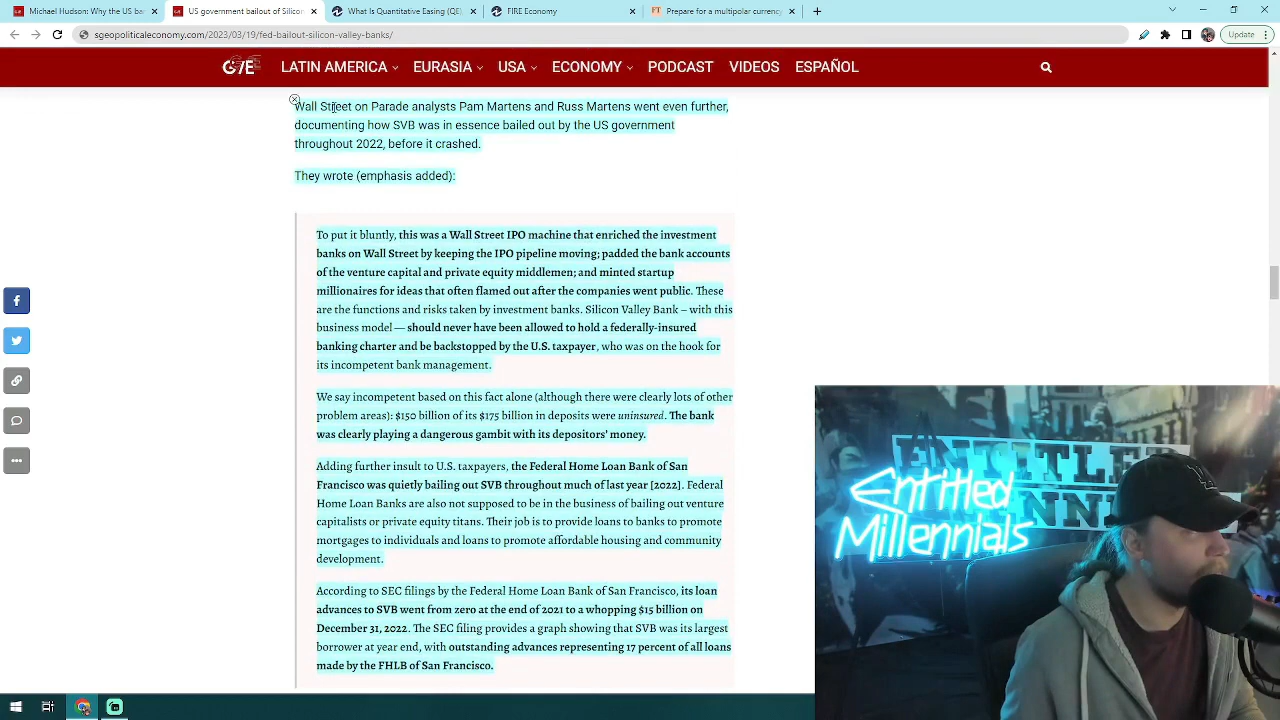 Michael Hudson: Why the US ba
US government bailout of Silicon
What Is Quantitative Easing (QE)
FIRE Economy
Prepare for a multipolar currency
sgeopoliticaleconomy.com/2023/03/19/fed-bailout-silicon-valley-banks/
Update
LATIN AMERICA EURASIA USA ECONOMY PODCAST VIDEOS ESPAÑOL
Wall Street on Parade analysts Pam Martens and Russ Martens went even further,
documenting how SVB was in essence bailed out by the US government
throughout 2022, before it crashed.
They wrote (emphasis added):
To put it bluntly, this was a Wall Street IPO machine that enriched the investment
banks on Wall Street by keeping the IPO pipeline moving; padded the bank accounts
of the venture capital and private equity middlemen; and minted startup
millionaires for ideas that often flamed out after the companies went public. These
are the functions and risks taken by investment banks. Silicon Valley Bank – with this
business model — should never have been allowed to hold a federally-insured
banking charter and be backstopped by the U.S. taxpayer, who was on the hook for
its incompetent bank management.
We say incompetent based on this fact alone (although there were clearly lots of other
problem areas): $150 billion of its $175 billion in deposits were uninsured. The bank
was clearly playing a dangerous gambit with its depositors' money.
Adding further insult to U.S. taxpayers, the Federal Home Loan Bank of San
Francisco was quietly bailing out SVB throughout much of last year [2022]. Federal
Home Loan Banks are also not supposed to be in the business of bailing out venture
capitalists or private equity titans. Their job is to provide loans to banks to promote
mortgages to individuals and loans to promote affordable housing and community
development.
According to SEC filings by the Federal Home Loan Bank of San Francisco, its loan
advances to SVB went from zero at the end of 2021 to a whopping $15 billion on
December 31, 2022. The SEC filing provides a graph showing that SVB was its largest
borrower at year end, with outstanding advances representing 17 percent of all loans
made by the FHLB of San Francisco.
Entitled
Millennials